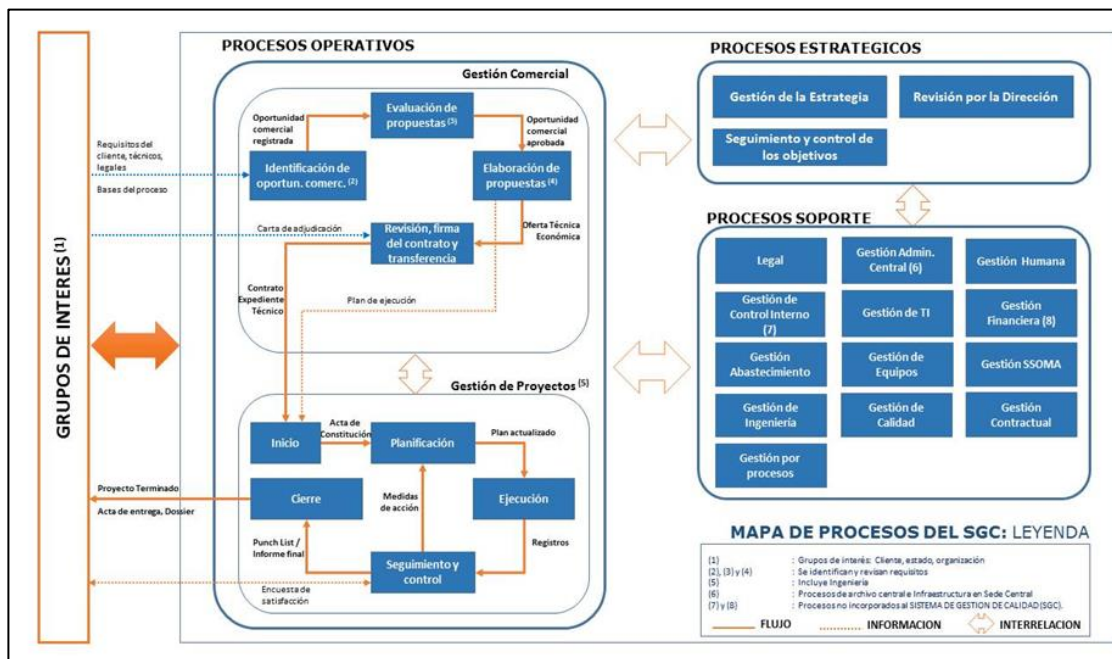 GRUPOS DE INTERES (1)
PROCESOS OPERATIVOS
Gestión Comercial
Oportunidad
comercial
registrada
Evaluación de
propuestas (3)
Oportunidad
comercial
aprobada
Requisitos del
cliente, técnicos,
legales
Bases del proceso
Identificación de
oportun. comerc. (2)
Elaboración de
propuestas (4)
Carta de adjudicación
Revisión, firma
del contrato y
transferencia
Oferta Técnica
Económica
Contrato
Expediente
Técnico
Plan de ejecución
Gestión de Proyectos (5)
Inicio
Acta de
Constitución
Planificación
Plan actualizado
Proyecto Terminado
Acta de entrega, Dossier
Cierre
Medidas
de acción
Ejecución
Punch List /
Informe final
Registros
Seguimiento y
control
Encuesta de
satisfacción
PROCESOS ESTRATEGICOS
Gestión de la Estrategia
Revisión por la Dirección
Seguimiento y control de
los objetivos
PROCESOS SOPORTE
Legal
Gestión Admin.
Central (6)
Gestión Humana
Gestión de
Control Interno
(7)
Gestión de TI
Gestión
Financiera (8)
Gestión
Abastecimiento
Gestión de
Equipos
Gestión SSOMA
Gestión de
Ingeniería
Gestión de
Calidad
Gestión
Contractual
Gestión por
procesos
MAPA DE PROCESOS DEL SGC: LEYENDA
(1) : Grupos de interés: Cliente, estado, organización
(2), (3) y (4) : Se identifican y revisan requisitos
(5) : Incluye Ingeniería
(6) : Procesos de archivo central e Infraestructura en Sede Central
(7) y (8) : Procesos no incorporados al SISTEMA DE GESTION DE CALIDAD (SGC).
FLUJO INFORMACION INTERRELACION